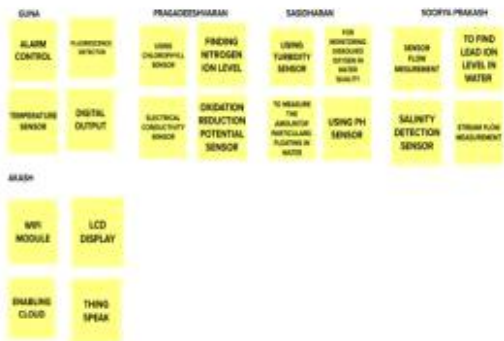 GUNA
PRAGADEESHVARAN
SASIDHARAN
SOORYA PRAKASH
ALARM
CONTROL
FLUORESCENCE
DETECTOR
USING
CHLOROPHYLL
SENSOR
FINDING
NITROGEN
ION LEVEL
USING
TURBIDITY
SENSOR
FOR
MONITORING
DISSOLVED
OXYGEN IN
WATER
QUALITY
SENSOR
FLOW
MESUREMENT
TO FIND
LEAD ION
LEVEL IN
WATER
TEMPERATURE
SENSOR
DIGITAL
OUTPUT
ELECTRICAL
CONDUCTIVITY
SENSOR
OXIDATION
REDUCTION
POTENTIAL
SENSOR
TO MEASURE
THE
AMOUNT OF
PARTICULARS
FLOATING IN
WATER
USING PH
SENSOR
SALINITY
DETECTION
SENSOR
STREAM FLOW
MEASUREMENT
AKASH
WIFI
MODULE
LCD
DISPLAY
ENABLING
CLOUD
THING
SPEAK